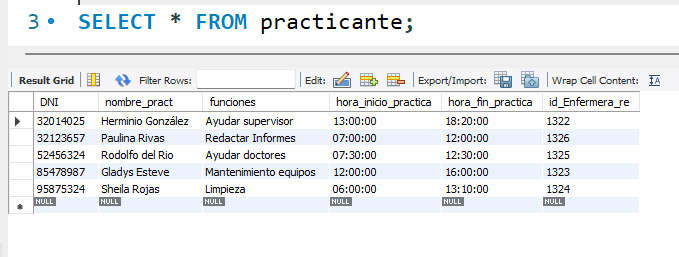 3 SELECT * FROM practicante;
Result Grid Filter Rows: Edit: Export/Import: Wrap Cell Content:
DNI nombre_pract funciones hora_inicio_practica hora_fin_practica id_Enfermera_re
32014025 Herminio González Ayudar supervisor 13:00:00 18:20:00 1322
32123657 Paulina Rivas Redactar Informes 07:00:00 12:00:00 1326
52456324 Rodolfo del Rio Ayudar doctores 07:30:00 12:30:00 1325
85478987 Gladys Esteve Mantenimiento equipos 12:00:00 16:00:00 1323
95875324 Sheila Rojas Limpieza 06:00:00 13:10:00 1324
NULL NULL NULL NULL NULL NULL